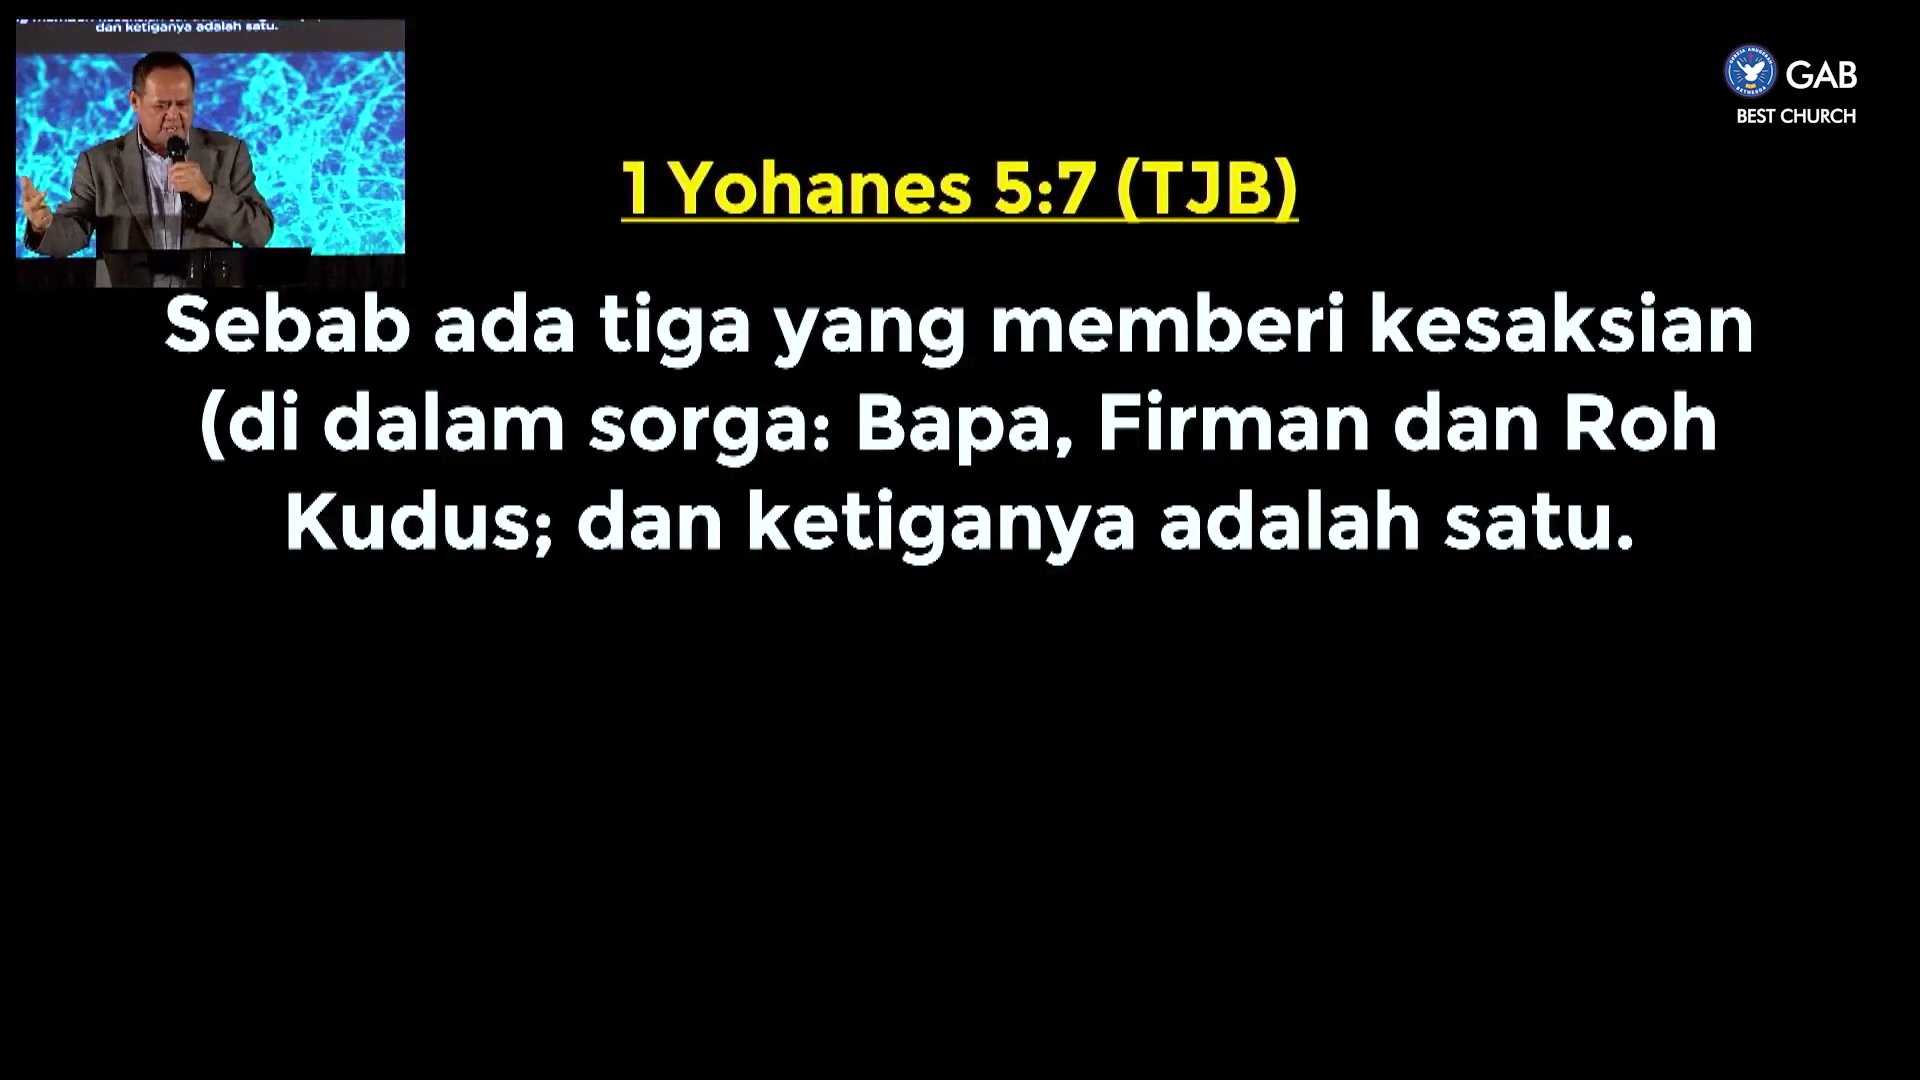 dan ketiganya adalah satu.
GAB
BEST CHURCH
1 Yohanes 5:7 (TJB)
Sebab ada tiga yang memberi kesaksian
(di dalam sorga: Bapa, Firman dan Roh
Kudus; dan ketiganya adalah satu.